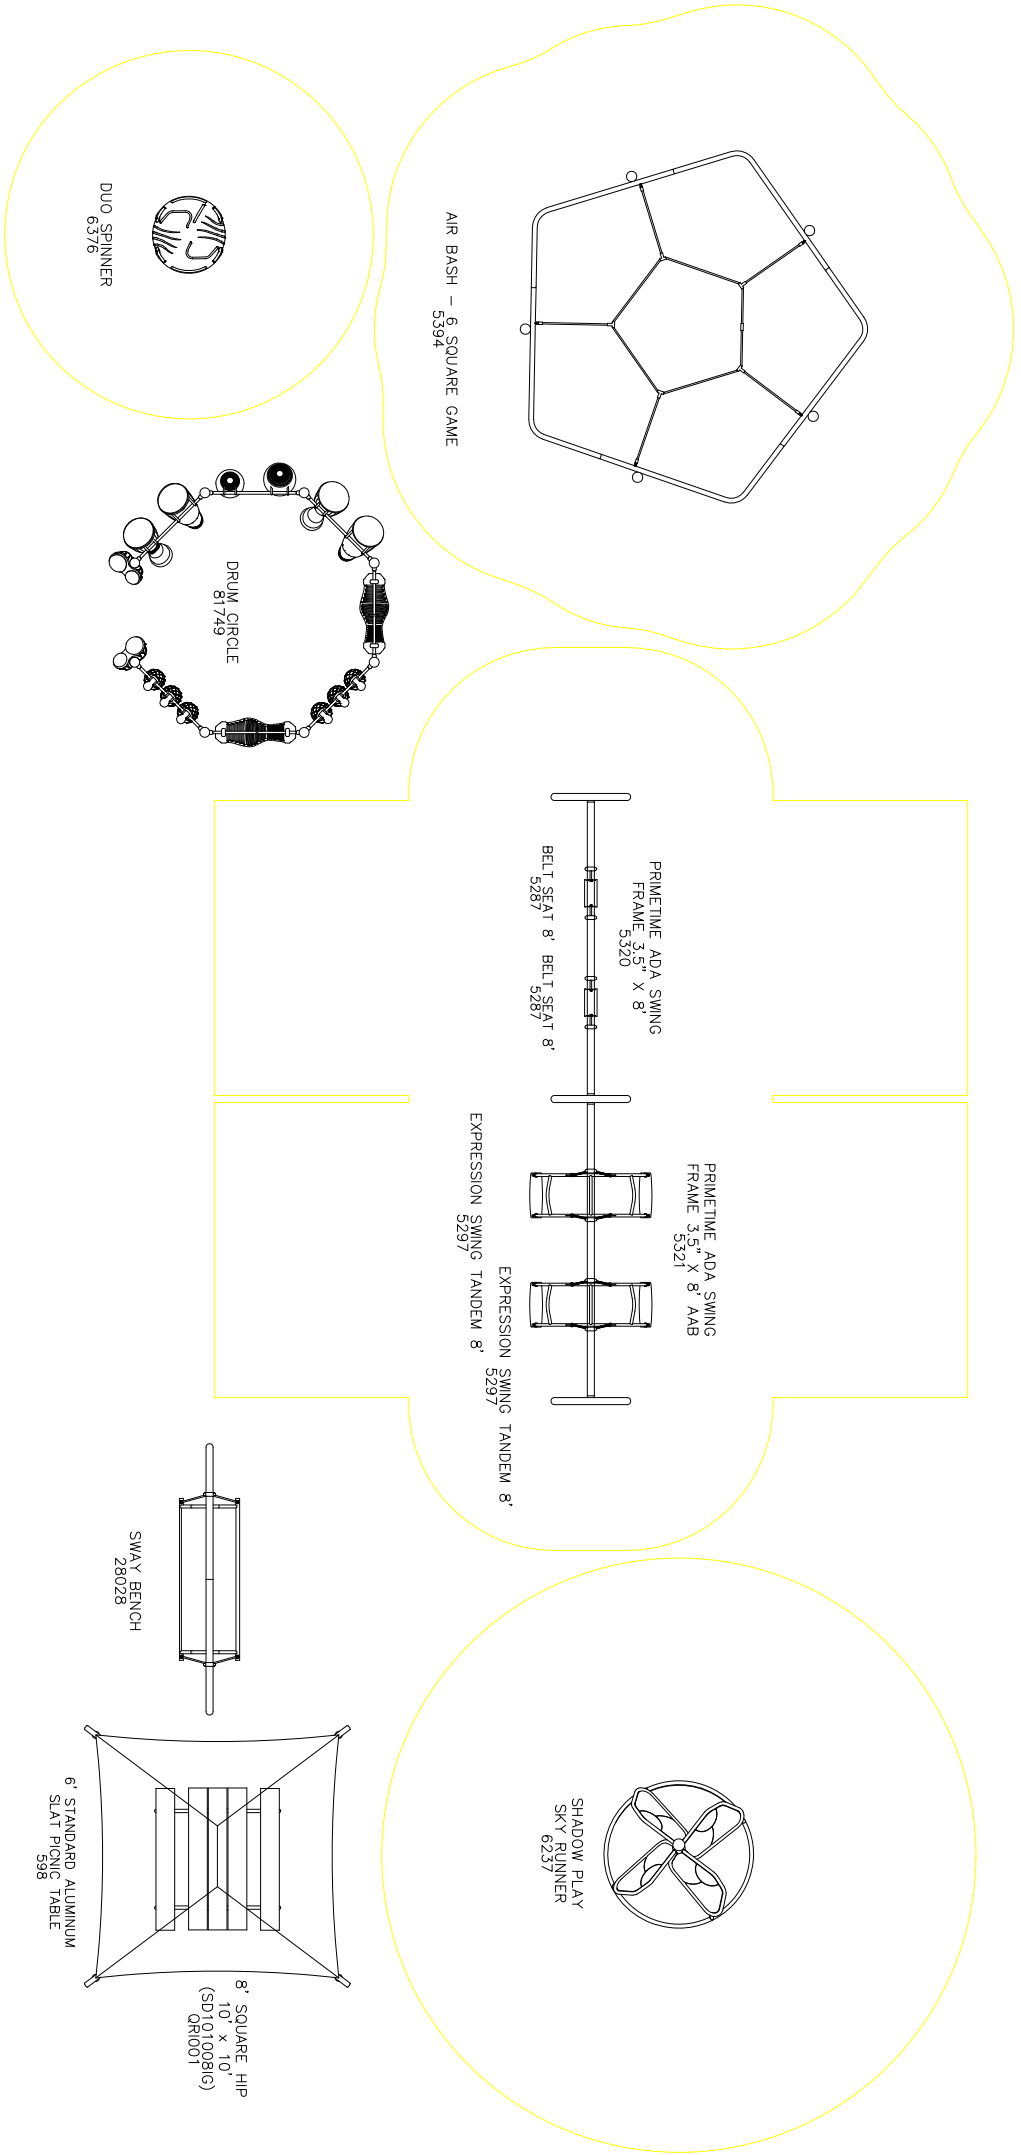 AIR BASH - 6 SQUARE GAME
5394
DUO SPINNER
6376
DRUM CIRCLE
81749
PRIMETIME ADA SWING
FRAME 3.5" X 8'
5320
BELT SEAT 8'
5287
BELT SEAT 8'
5287
PRIMETIME ADA SWING
FRAME 3.5" X 8' AAB
5321
EXPRESSION SWING TANDEM 8'
5297
EXPRESSION SWING TANDEM 8'
5297
SWAY BENCH
28028
SHADOW PLAY
SKY RUNNER
6237
6' STANDARD ALUMINUM
SLAT PICNIC TABLE
598
8' SQUARE HIP
10' x 10'
(SD101008IG)
QRI001